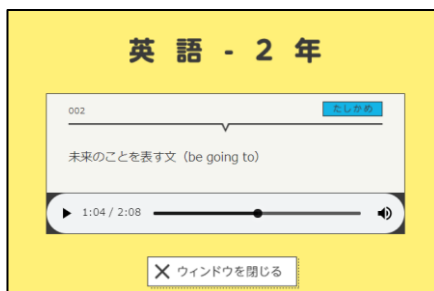 英語-2年
002
たしかめ
未来のことを表す文（be going to）
1:04 / 2:08
ウィンドウを閉じる